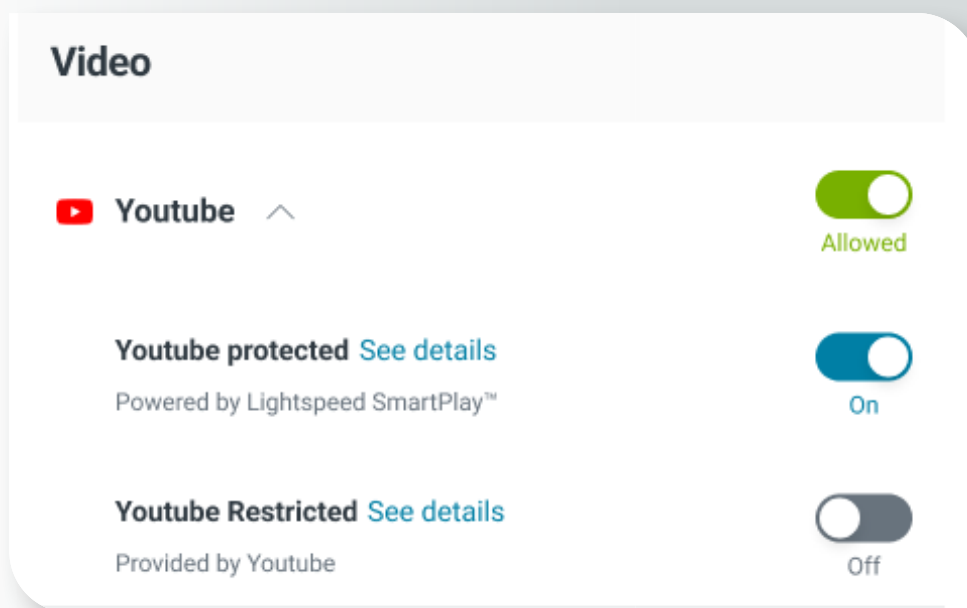 Video
Youtube
Allowed
Youtube protected See details
Powered by Lightspeed SmartPlay™
On
Youtube Restricted See details
Provided by Youtube
Off